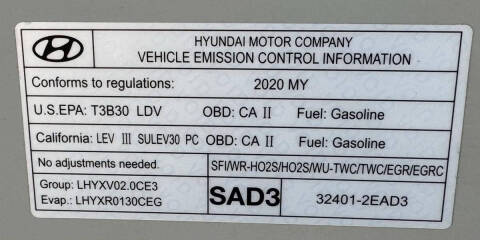 HYUNDAI MOTOR COMPANY
VEHICLE EMISSION CONTROL INFORMATION
Conforms to regulations: 2020 MY
U.S.EPA: T3B30 LDV OBD: CA II Fuel: Gasoline
California: LEV III SULEV30 PC OBD: CA II Fuel: Gasoline
No adjustments needed. SFI/WR-HO2S/HO2S/WU-TWC/TWC/EGR/EGRC
Group: LHYXV02.0CE3
Evap.: LHYXR0130CEG
SAD3 32401-2EAD3